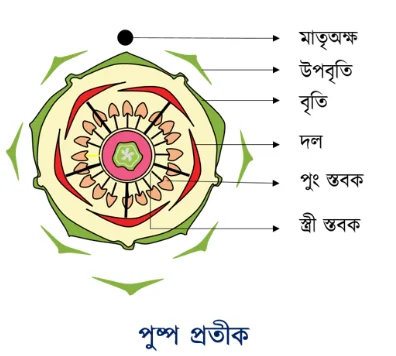 মাতৃঅক্ষ
উপবৃতি
বৃতি
দল
পুং স্তবক
স্ত্রী স্তবক
পুষ্প প্রতীক